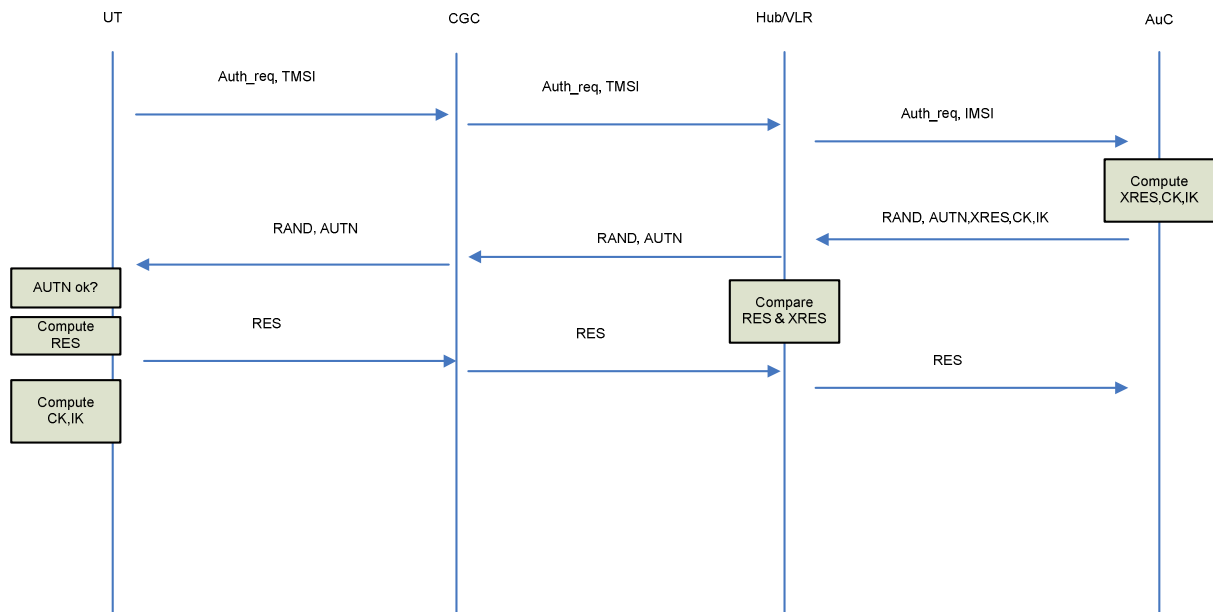 UT
CGC
Hub/VLR
AuC
Auth_req, TMSI
Auth_req, TMSI
Auth_req, IMSI
Compute
XRES,CK,IK
RAND, AUTN,XRES,CK,IK
RAND, AUTN
RAND, AUTN
AUTN ok?
Compare
RES & XRES
Compute
RES
RES
RES
RES
Compute
CK,IK